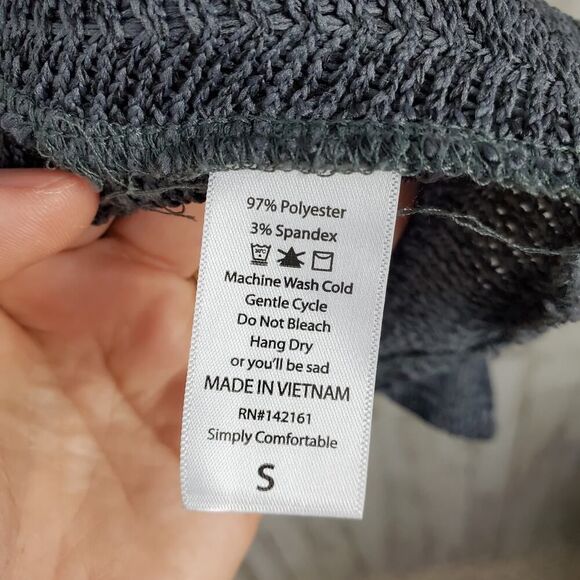 97% Polyester
3% Spandex
30°C
Machine Wash Cold
Gentle Cycle
Do Not Bleach
Hang Dry
or you'll be sad
MADE IN VIETNAM
RN#142161
Simply Comfortable
S